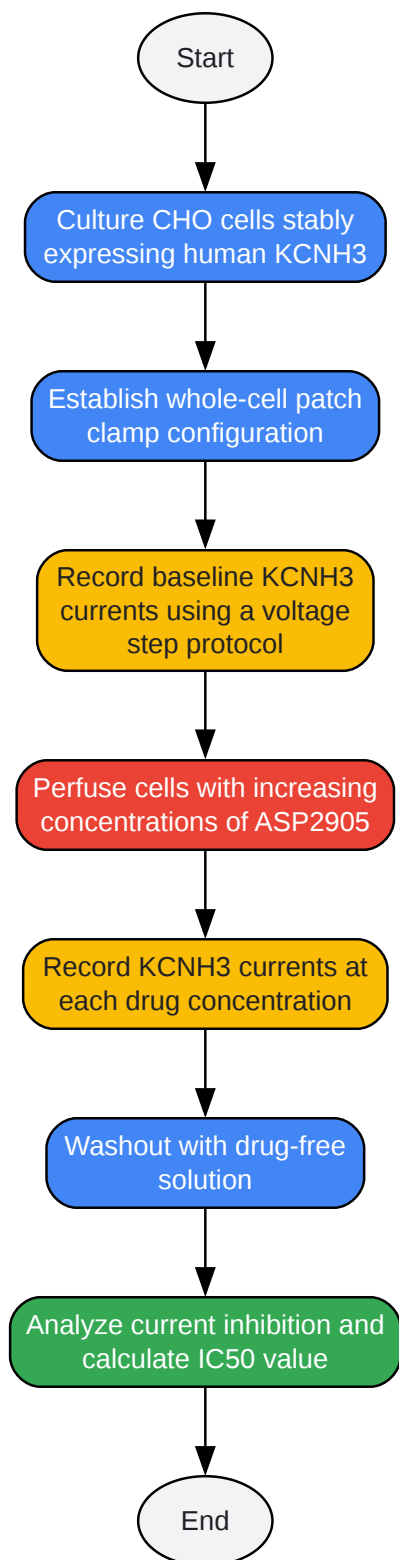 Start
Culture CHO cells stably
expressing human KCNH3
Establish whole-cell patch
clamp configuration
Record baseline KCNH3
currents using a voltage
step protocol
Perfuse cells with increasing
concentrations of ASP2905
Record KCNH3 currents at
each drug concentration
Washout with drug-free
solution
Analyze current inhibition and
calculate IC50 value
End